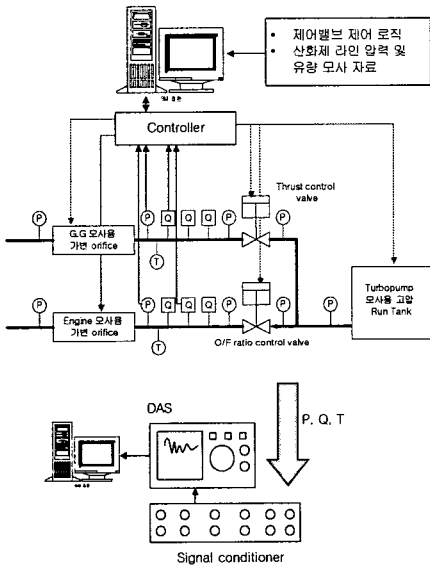 • 제어밸브 제어 로직
• 산화제 라인 압력 및
유량 모사 자료
Controller
Thrust control
valve
P
P
Q
Q
P
P
G.G 모사용
가변 orifice
T
Turbopump
모사용 고압
Run Tank
P
P
Q
Q
P
P
P
Engine 모사용
가변 orifice
T
O/F ratio control valve
DAS
P, Q, T
Signal conditioner